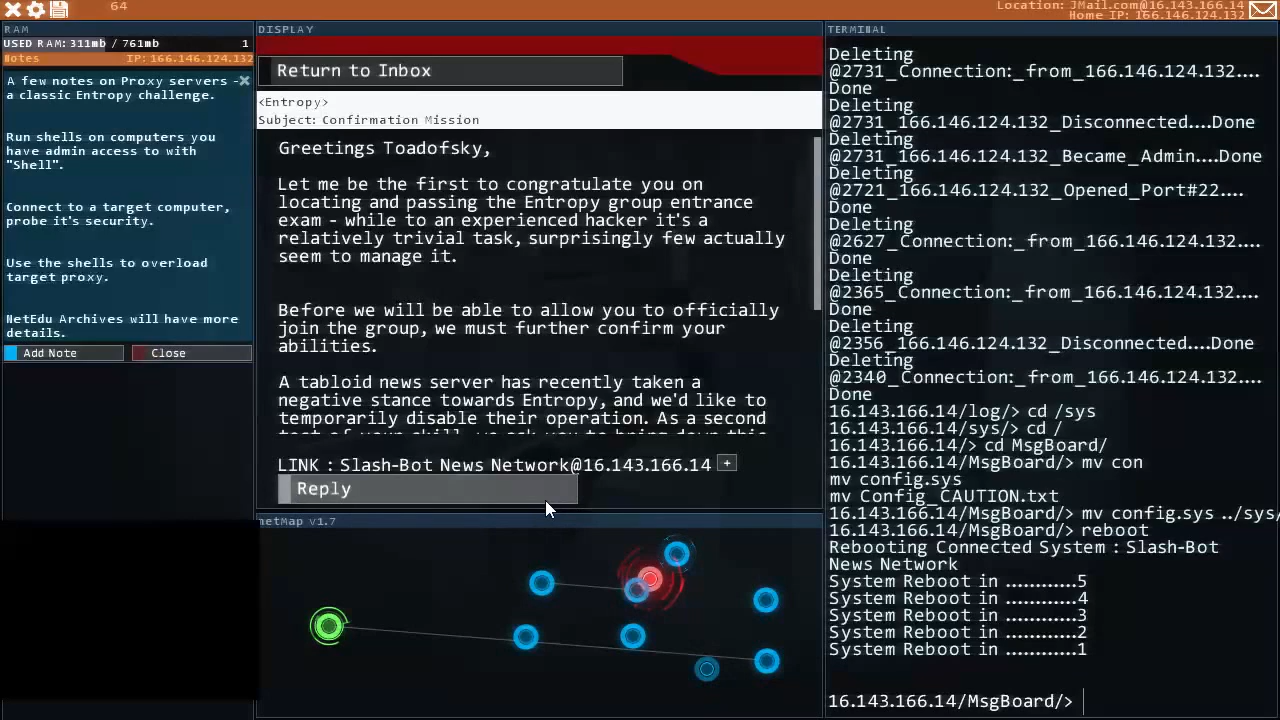 64
Location: JMail.com@16.143.166.14
Home IP: 166.146.124.132
RAM
USED RAM: 311mb / 761mb 1
Notes IP: 166.146.124.132
A few notes on Proxy servers -
a classic Entropy challenge.
Run shells on computers you
have admin access to with
"Shell".
Connect to a target computer,
probe it's security.
Use the shells to overload
target proxy.
NetEdu Archives will have more
details.
Add Note
Close
DISPLAY
Return to Inbox
<Entropy>
Subject: Confirmation Mission
Greetings Toadofsky,
Let me be the first to congratulate you on
locating and passing the Entropy group entrance
exam - while to an experienced hacker it's a
relatively trivial task, surprisingly few actually
seem to manage it.
Before we will be able to allow you to officially
join the group, we must further confirm your
abilities.
A tabloid news server has recently taken a
negative stance towards Entropy, and we'd like to
temporarily disable their operation. As a second
test of your skill, we ask you to bring down this
LINK : Slash-Bot News Network@16.143.166.14 +
Reply
netMap v1.7
TERMINAL
Deleting
@2731_Connection:_from_166.146.124.132....
Done
Deleting
@2731_166.146.124.132_Disconnected....Done
Deleting
@2731_166.146.124.132_Became_Admin....Done
Deleting
@2721_166.146.124.132_Opened_Port#22....
Done
Deleting
@2627_Connection:_from_166.146.124.132....
Done
Deleting
@2365_Connection:_from_166.146.124.132....
Done
Deleting
@2356_166.146.124.132_Disconnected....Done
Deleting
@2340_Connection:_from_166.146.124.132....
Done
16.143.166.14/log/> cd /sys
16.143.166.14/sys/> cd /
16.143.166.14/> cd MsgBoard/
16.143.166.14/MsgBoard/> mv con
mv config.sys
mv Config_CAUTION.txt
16.143.166.14/MsgBoard/> mv config.sys ../sys/
16.143.166.14/MsgBoard/> reboot
Rebooting Connected System : Slash-Bot
News Network
System Reboot in ............5
System Reboot in ............4
System Reboot in ............3
System Reboot in ............2
System Reboot in ............1
16.143.166.14/MsgBoard/>